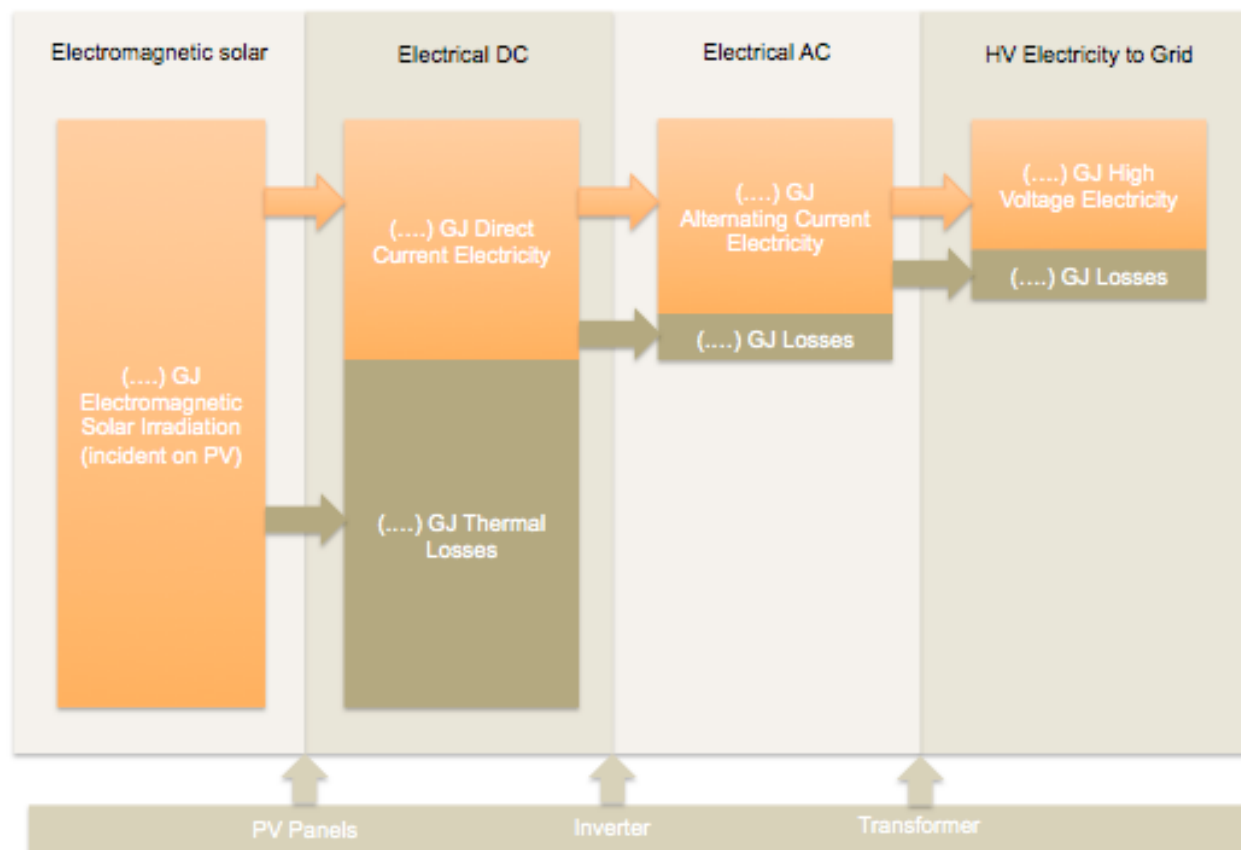 Electromagnetic solar
Electrical DC
Electrical AC
HV Electricity to Grid
(....) GJ
Electromagnetic
Solar Irradiation
(incident on PV)
(....) GJ Direct
Current Electricity
(....) GJ Thermal
Losses
(....) GJ
Alternating Current
Electricity
(....) GJ Losses
(....) GJ High
Voltage Electricity
(....) GJ Losses
PV Panels
Inverter
Transformer